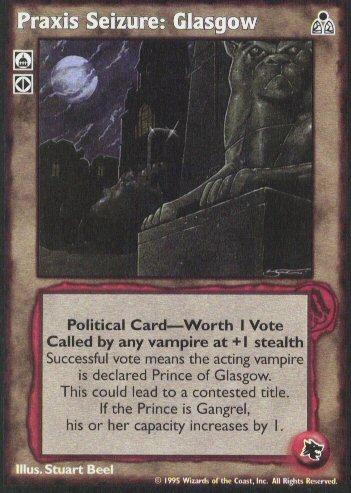 Praxis Seizure: Glasgow
Political Card—Worth 1 Vote
Called by any vampire at +1 stealth
Successful vote means the acting vampire
is declared Prince of Glasgow.
This could lead to a contested title.
If the Prince is Gangrel,
his or her capacity increases by 1.
Illus. Stuart Beel
© 1995 Wizards of the Coast, Inc. All Rights Reserved.